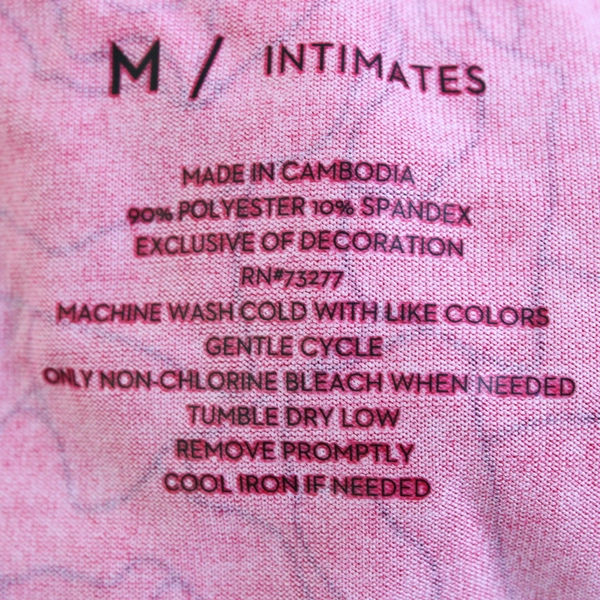 M / INTIMATES
MADE IN CAMBODIA
90% POLYESTER 10% SPANDEX
EXCLUSIVE OF DECORATION
RN#73277
MACHINE WASH COLD WITH LIKE COLORS
GENTLE CYCLE
ONLY NON-CHLORINE BLEACH WHEN NEEDED
TUMBLE DRY LOW
REMOVE PROMPTLY
COOL IRON IF NEEDED